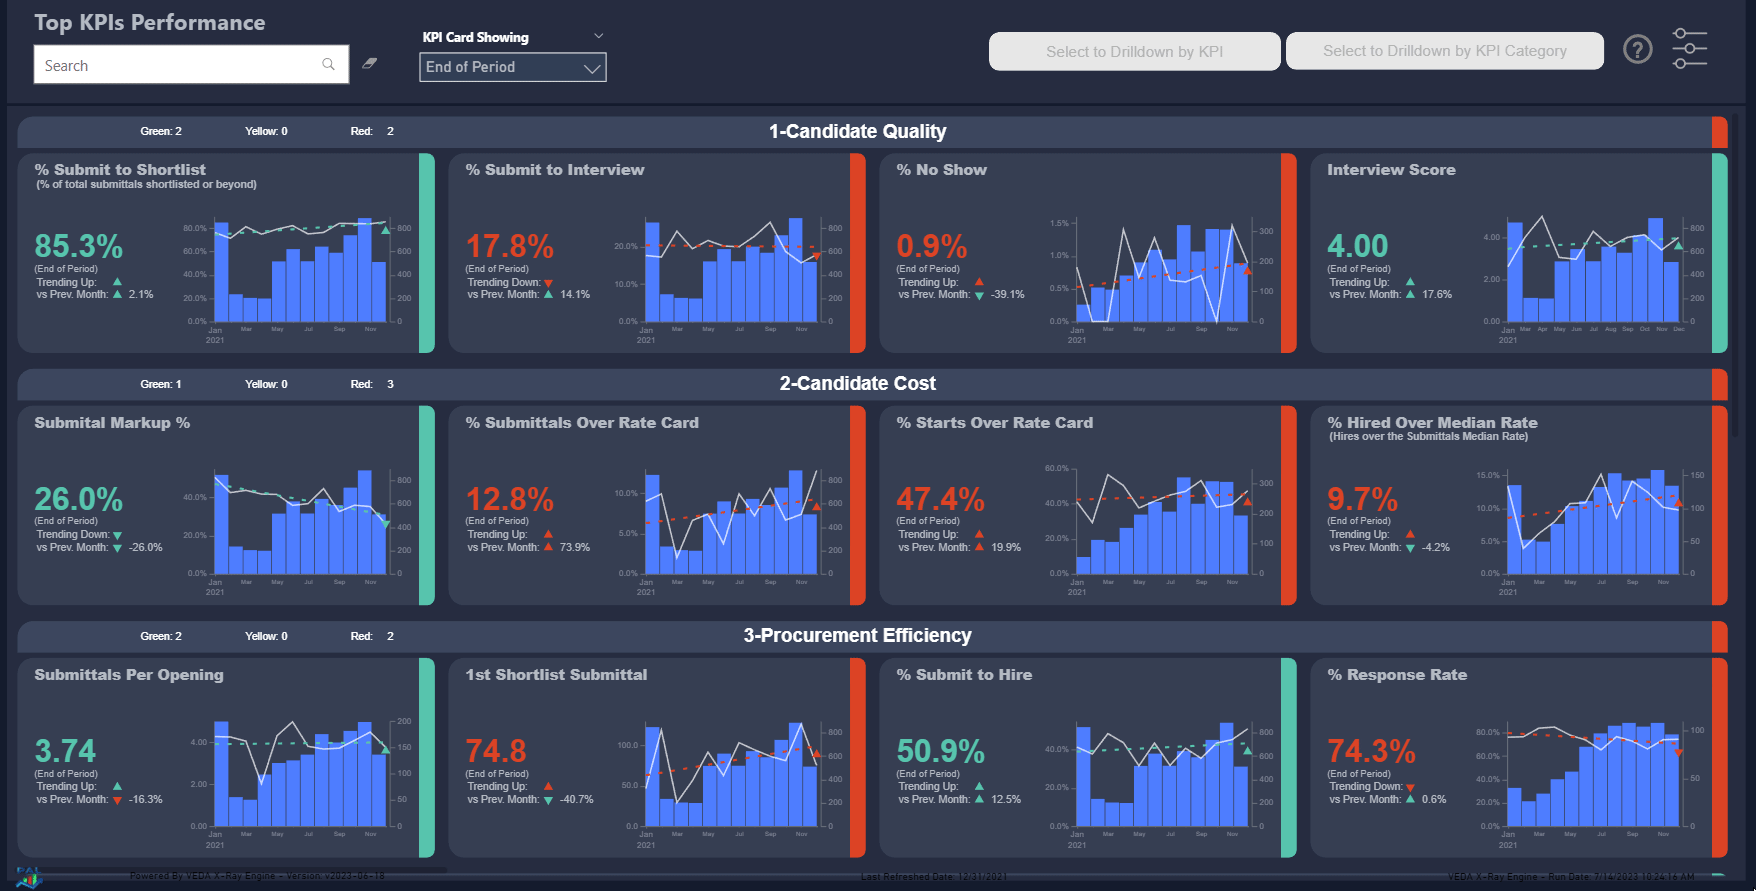 Top KPIs Performance
Search
KPI Card Showing
End of Period
Select to Drilldown by KPI
Select to Drilldown by KPI Category
?
Green: 2 Yellow: 0 Red: 2
1-Candidate Quality
% Submit to Shortlist
(% of total submittals shortlisted or beyond)
85.3%
(End of Period)
Trending Up:
vs Prev. Month: 2.1%
80.0%
60.0%
40.0%
20.0%
0.0%
800
600
400
200
0
Jan Mar May Jul Sep Nov
2021
% Submit to Interview
17.8%
(End of Period)
Trending Down:
vs Prev. Month: 14.1%
20.0%
10.0%
0.0%
800
600
400
200
0
Jan Mar May Jul Sep Nov
2021
% No Show
0.9%
(End of Period)
Trending Up:
vs Prev. Month: -39.1%
1.5%
1.0%
0.5%
0.0%
300
200
100
0
Jan Mar May Jul Sep Nov
2021
Interview Score
4.00
(End of Period)
Trending Up:
vs Prev. Month: 17.6%
4.00
2.00
0.00
800
600
400
200
0
Jan Mar Apr May Jun Jul Aug Sep Oct Nov Dec
2021
Green: 1 Yellow: 0 Red: 3
2-Candidate Cost
Submital Markup %
26.0%
(End of Period)
Trending Down:
vs Prev. Month: -26.0%
40.0%
20.0%
0.0%
800
600
400
200
0
Jan Mar May Jul Sep Nov
2021
% Submittals Over Rate Card
12.8%
(End of Period)
Trending Up:
vs Prev. Month: 73.9%
10.0%
5.0%
0.0%
800
600
400
200
0
Jan Mar May Jul Sep Nov
2021
% Starts Over Rate Card
47.4%
(End of Period)
Trending Up:
vs Prev. Month: 19.9%
60.0%
40.0%
20.0%
0.0%
300
200
100
0
Jan Mar May Jul Sep Nov
2021
% Hired Over Median Rate
(Hires over the Submittals Median Rate)
9.7%
(End of Period)
Trending Up:
vs Prev. Month: -4.2%
15.0%
10.0%
5.0%
0.0%
150
100
50
0
Jan Mar May Jul Sep Nov
2021
Green: 2 Yellow: 0 Red: 2
3-Procurement Efficiency
Submittals Per Opening
3.74
(End of Period)
Trending Up:
vs Prev. Month: -16.3%
4.00
2.00
0.00
200
150
100
50
0
Jan Mar May Jul Sep Nov
2021
1st Shortlist Submittal
74.8
(End of Period)
Trending Up:
vs Prev. Month: -40.7%
100.0
50.0
0.0
800
600
400
200
0
Jan Mar May Jul Sep Nov
2021
% Submit to Hire
50.9%
(End of Period)
Trending Up:
vs Prev. Month: 12.5%
40.0%
20.0%
0.0%
800
600
400
200
0
Jan Mar May Jul Sep Nov
2021
% Response Rate
74.3%
(End of Period)
Trending Down:
vs Prev. Month: 0.6%
80.0%
60.0%
40.0%
20.0%
0.0%
100
50
0
Jan Mar May Jul Sep Nov
2021
Powered By VEDA X-Ray Engine - Version: v2023-06-18
Last Refreshed Date: 12/31/2021
VEDA X-Ray Engine - Run Date: 7/14/2023 10:24:16 AM